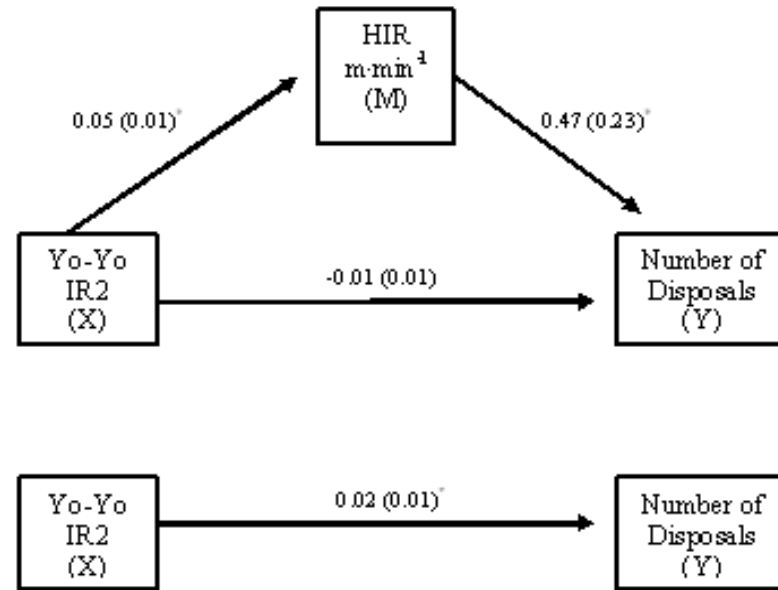 HIR
m·min⁻¹
(M)
0.05 (0.01)*
0.47 (0.23)*
Yo-Yo
IR2
(X)
-0.01 (0.01)
Number of
Disposals
(Y)
Yo-Yo
IR2
(X)
0.02 (0.01)*
Number of
Disposals
(Y)